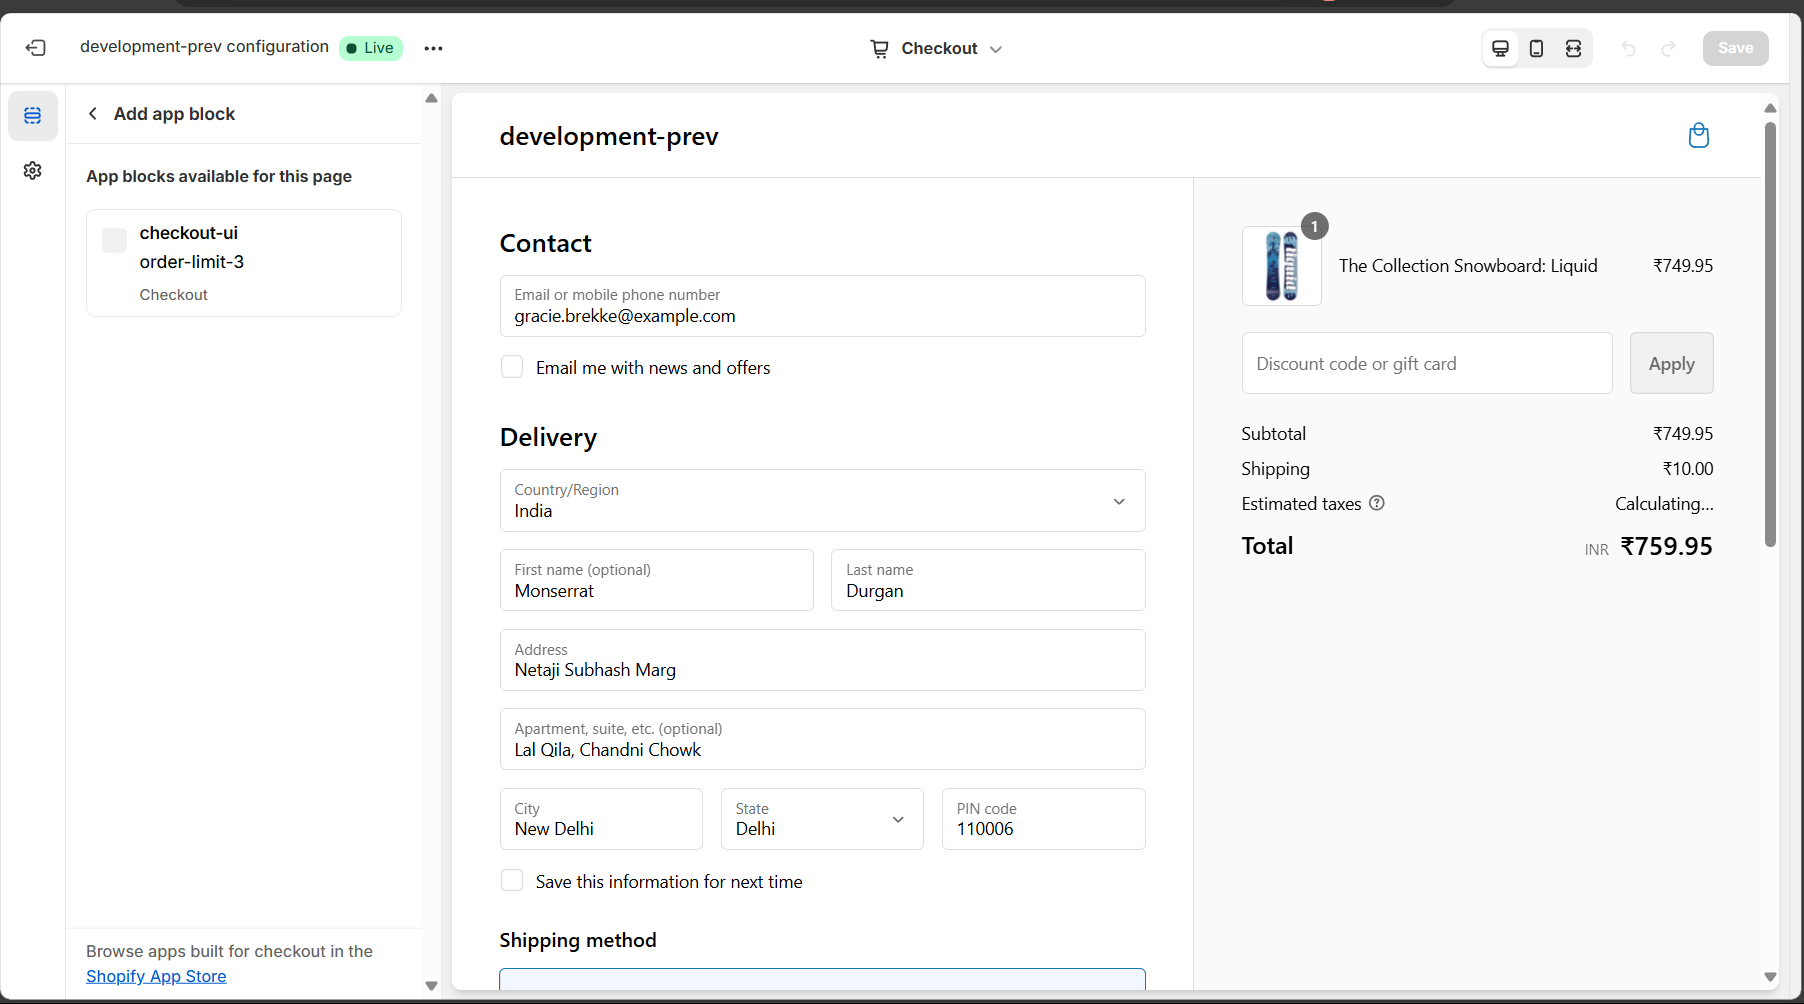 development-prev configuration
Live
Checkout
Save
Add app block
App blocks available for this page
checkout-ui
order-limit-3
Checkout
Browse apps built for checkout in the
Shopify App Store
development-prev
Contact
Email or mobile phone number
gracie.brekke@example.com
Email me with news and offers
Delivery
Country/Region
India
First name (optional)
Monserrat
Last name
Durgan
Address
Netaji Subhash Marg
Apartment, suite, etc. (optional)
Lal Qila, Chandni Chowk
City
New Delhi
State
Delhi
PIN code
110006
Save this information for next time
Shipping method
1
liquid
The Collection Snowboard: Liquid ₹749.95
Discount code or gift card
Apply
Subtotal ₹749.95
Shipping ₹10.00
Estimated taxes Calculating...
Total INR ₹759.95